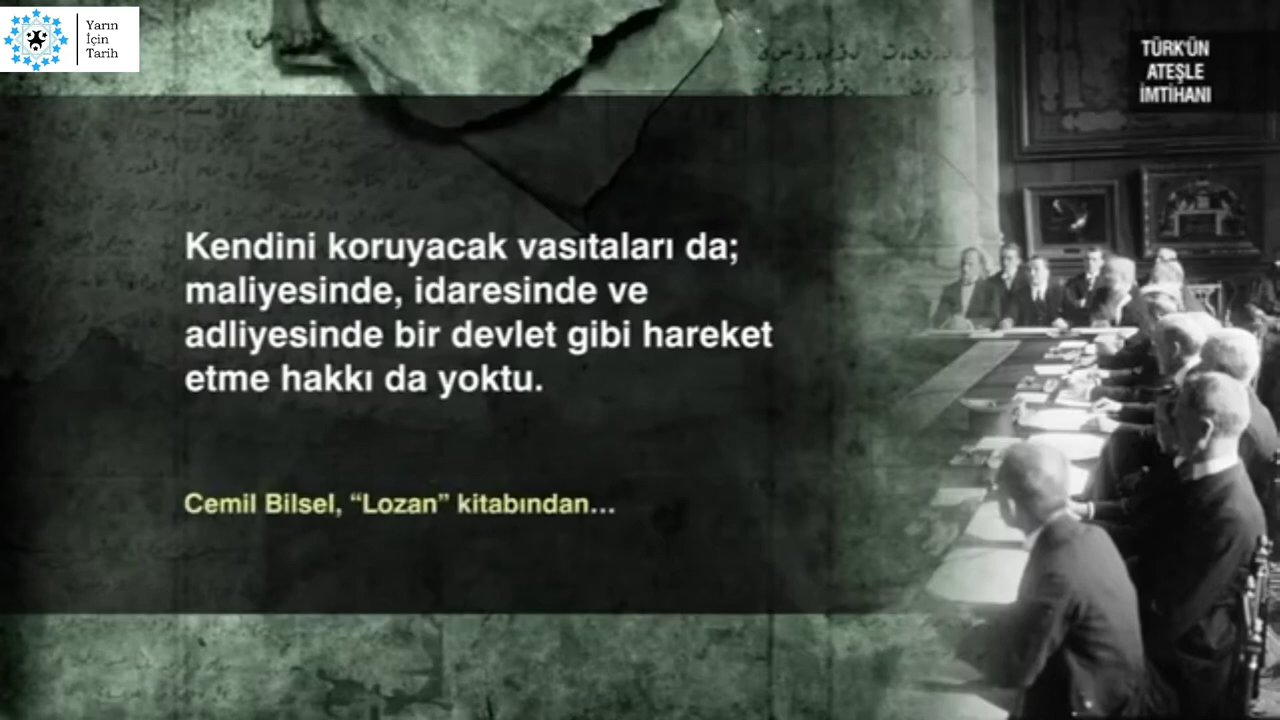 Yarın
İçin
Tarih
TÜRK'ÜN
ATEŞLE
İMTİHANI
Kendini koruyacak vasıtaları da;
maliyesinde, idaresinde ve
adliyesinde bir devlet gibi hareket
etme hakkı da yoktu.
Cemil Bilsel, “Lozan” kitabından...